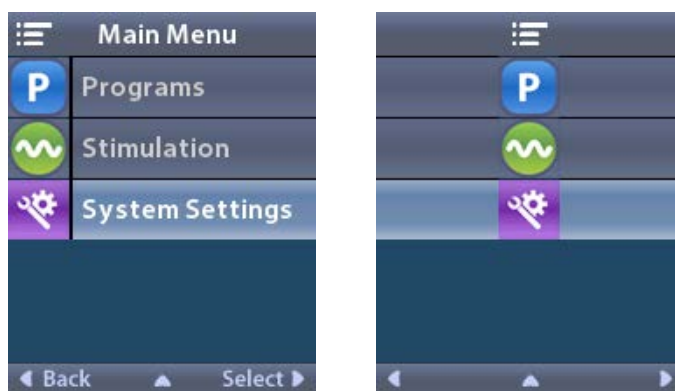 Main Menu
P Programs
Stimulation
System Settings
Back Select
P